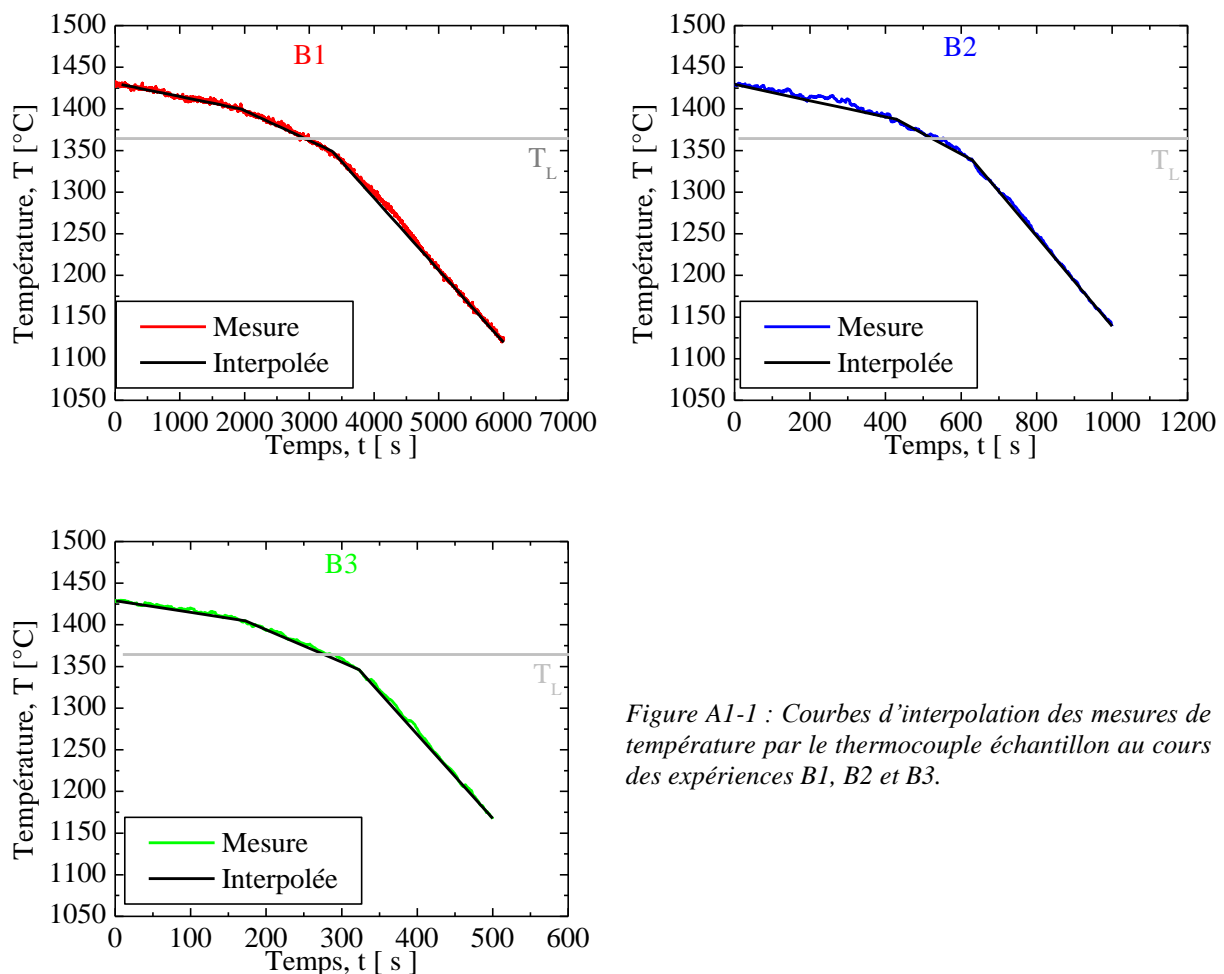 1500
1450
1400
1350
1300
1250
1200
1150
1100
1050
Température, T [°C]
B1
T_L
Mesure
Interpolée
0 1000 2000 3000 4000 5000 6000 7000
Temps, t [ s ]
1500
1450
1400
1350
1300
1250
1200
1150
1100
1050
Température, T [°C]
B2
T_L
Mesure
Interpolée
0 200 400 600 800 1000 1200
Temps, t [ s ]
1500
1450
1400
1350
1300
1250
1200
1150
1100
1050
Température, T [°C]
B3
T_L
Mesure
Interpolée
0 100 200 300 400 500 600
Temps, t [ s ]
Figure A1-1 : Courbes d’interpolation des mesures de
température par le thermocouple échantillon au cours
des expériences B1, B2 et B3.